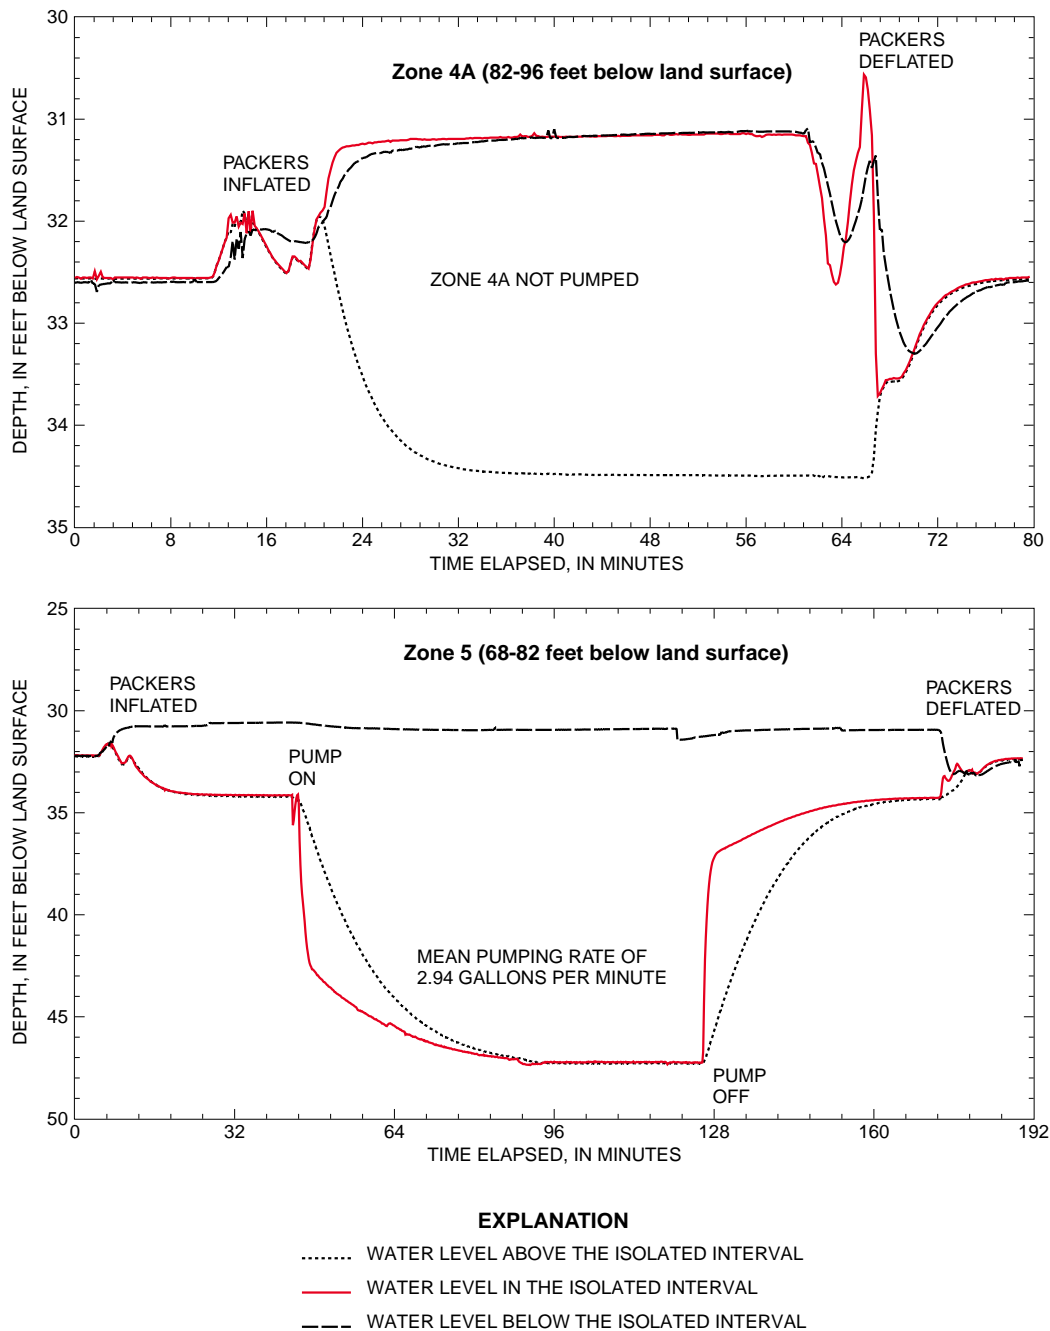 30
31
32
33
34
35
DEPTH, IN FEET BELOW LAND SURFACE
Zone 4A (82-96 feet below land surface)
PACKERS
DEFLATED
PACKERS
INFLATED
ZONE 4A NOT PUMPED
0 8 16 24 32 40 48 56 64 72 80
TIME ELAPSED, IN MINUTES
25
30
35
40
45
50
DEPTH, IN FEET BELOW LAND SURFACE
Zone 5 (68-82 feet below land surface)
PACKERS
INFLATED
PACKERS
DEFLATED
PUMP
ON
MEAN PUMPING RATE OF
2.94 GALLONS PER MINUTE
PUMP
OFF
0 32 64 96 128 160 192
TIME ELAPSED, IN MINUTES
EXPLANATION
WATER LEVEL ABOVE THE ISOLATED INTERVAL
WATER LEVEL IN THE ISOLATED INTERVAL
WATER LEVEL BELOW THE ISOLATED INTERVAL